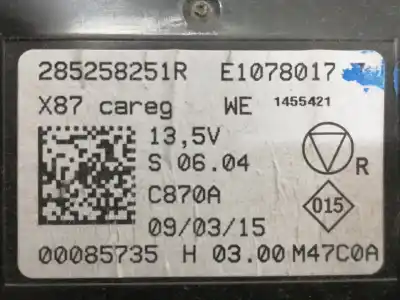 285258251R E1078017
X87 careg WE 1455421
13,5V
S 06.04
R
C870A
015
09/03/15
00085735 H 03.00 M47C0A